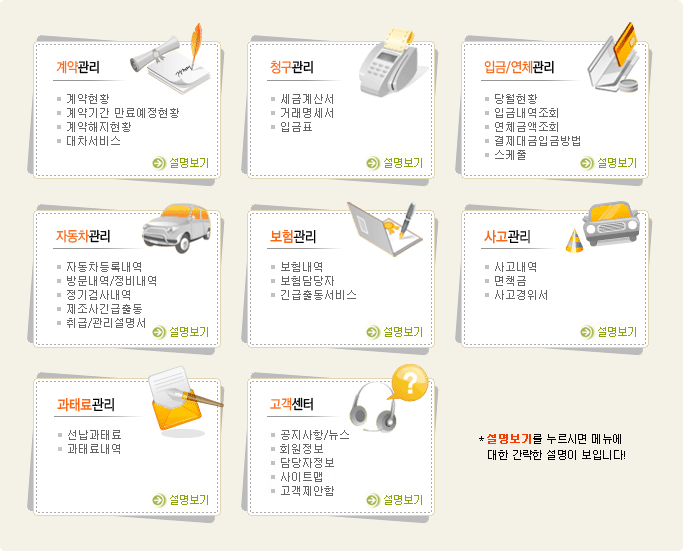 계약관리
계약현황
계약기간 만료예정현황
계약해지현황
대차서비스
설명보기
청구관리
세금계산서
거래명세서
입금표
설명보기
입금/연체관리
당월현황
입금내역조회
연체금액조회
결제대금입금방법
스케쥴
설명보기
자동차관리
자동차등록내역
방문내역/정비내역
정기검사내역
제조사긴급출동
취급/관리설명서
설명보기
보험관리
보험내역
보험담당자
긴급출동서비스
설명보기
사고관리
사고내역
면책금
사고경위서
설명보기
과태료관리
선납과태료
과태료내역
설명보기
고객센터
공지사항/뉴스
회원정보
담당자정보
사이트맵
고객제안함
설명보기
* 설명보기를 누르시면 메뉴에
대한 간략한 설명이 보입니다!